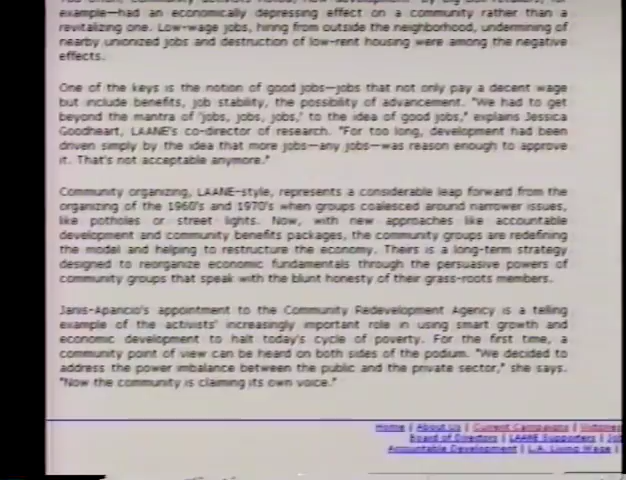 example—had an economically depressing effect on a community rather than a
revitalizing one. Low-wage jobs, hiring from outside the neighborhood, undermining of
nearby unionized jobs and destruction of low-rent housing were among the negative
effects.
One of the keys is the notion of good jobs—jobs that not only pay a decent wage
but include benefits, job stability, the possibility of advancement. "We had to get
beyond the mantra of 'jobs, jobs, jobs,' to the idea of good jobs," explains Jessica
Goodheart, LAANE's co-director of research. "For too long, development had been
driven simply by the idea that more jobs—any jobs—was reason enough to approve
it. That's not acceptable anymore."
Community organizing, LAANE-style, represents a considerable leap forward from the
organizing of the 1960's and 1970's when groups coalesced around narrower issues,
like potholes or street lights. Now, with new approaches like accountable
development and community benefits packages, the community groups are redefining
the model and helping to restructure the economy. Theirs is a long-term strategy
designed to reorganize economic fundamentals through the persuasive powers of
community groups that speak with the blunt honesty of their grass-roots members.
Janis-Aparicio's appointment to the Community Redevelopment Agency is a telling
example of the activists' increasingly important role in using smart growth and
economic development to halt today's cycle of poverty. For the first time, a
community point of view can be heard on both sides of the podium. "We decided to
address the power imbalance between the public and the private sector," she says.
"Now the community is claiming its own voice."
Home | About Us | Current Campaigns | Victories
Board of Directors | LAANE Supporters |
Accountable Development | L.A. Living Wage |